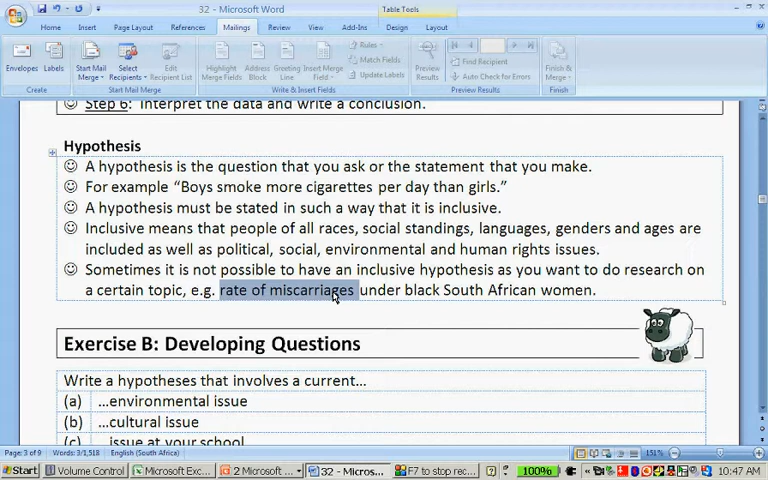 32 - Microsoft Word
Table Tools
Home Insert Page Layout References Mailings Review View Add-Ins Design Layout
Envelopes Labels
Start Mail Merge Select Recipients Edit Recipient List
Highlight Merge Fields Address Block Greeting Line Insert Merge Field
Rules
Match Fields
Update Labels
Preview Results
Find Recipient
Auto Check for Errors
Finish & Merge
Create Start Mail Merge Write & Insert Fields Preview Results Finish
Step 6: Interpret the data and write a conclusion.
Hypothesis
A hypothesis is the question that you ask or the statement that you make.
For example “Boys smoke more cigarettes per day than girls.”
A hypothesis must be stated in such a way that it is inclusive.
Inclusive means that people of all races, social standings, languages, genders and ages are
included as well as political, social, environmental and human rights issues.
Sometimes it is not possible to have an inclusive hypothesis as you want to do research on
a certain topic, e.g. rate of miscarriages under black South African women.
Exercise B: Developing Questions
Write a hypotheses that involves a current...
(a) ...environmental issue
(b) ...cultural issue
(c) ...issue at your school
Page: 3 of 9 Words: 3/1,518 English (South Africa) 151%
Start Volume Control Microsoft Exc... 2 Microsoft ... 32 - Micros... F7 to stop rec... 100% 10:47 AM